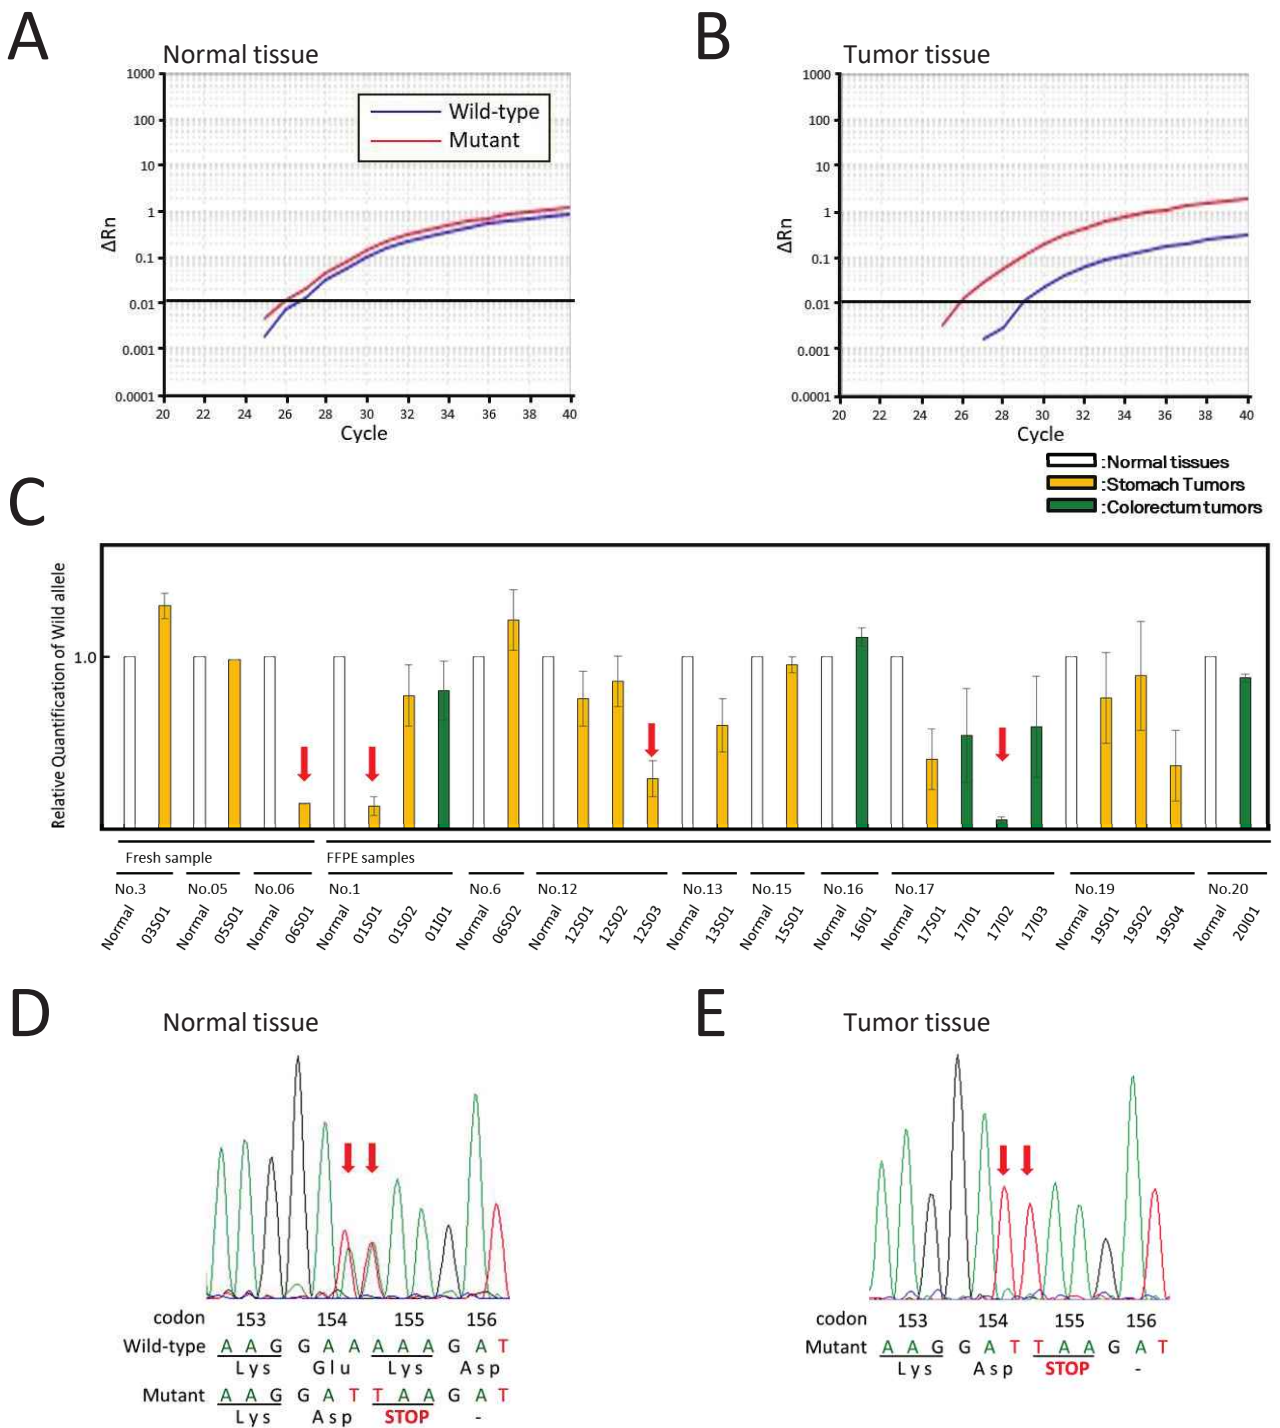 A
Normal tissue
1000
100
10
1
0.1
0.01
0.001
0.0001
ΔRn
Wild-type
Mutant
20 22 24 26 28 30 32 34 36 38 40
Cycle
B
Tumor tissue
1000
100
10
1
0.1
0.01
0.001
0.0001
ΔRn
20 22 24 26 28 30 32 34 36 38 40
Cycle
:Normal tissues
:Stomach Tumors
:Colorectum tumors
C
Relative Quantification of Wild allele
1.0
Fresh sample FFPE samples
No.3 No.05 No.06 No.1 No.6 No.12 No.13 No.15 No.16 No.17 No.19 No.20
Normal 03S01 Normal 05S01 Normal 06S01 Normal 01S01 01S02 01I01 Normal 06S02 Normal 12S01 12S02 12S03 Normal 13S01 Normal 15S01 Normal 16I01 Normal 17S01 17I01 17I02 17I03 Normal 19S01 19S02 19S04 Normal 20I01
D
Normal tissue
codon 153 154 155 156
Wild-type A A G G A A A A A G A T
Lys Glu Lys Asp
Mutant A A G G A T T A A G A T
Lys Asp STOP -
E
Tumor tissue
codon 153 154 155 156
Mutant A A G G A T T A A G A T
Lys Asp STOP -